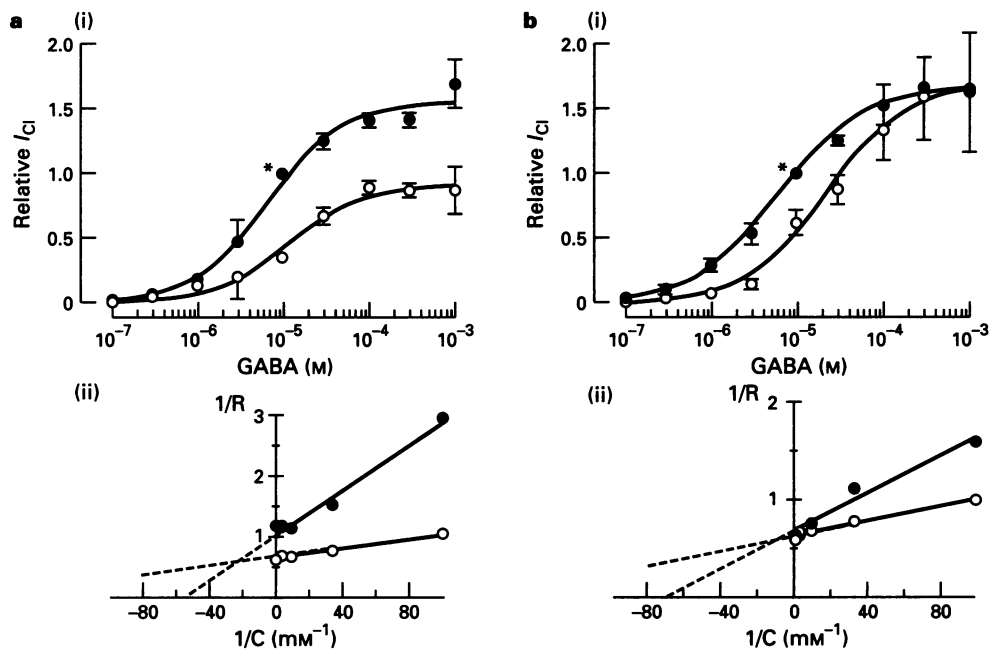 a (i)
2.0
1.5
1.0
0.5
0
Relative I_Cl
*
10⁻⁷ 10⁻⁶ 10⁻⁵ 10⁻⁴ 10⁻³
GABA (M)
(ii)
1/R
3
2
1
−80 −40 0 40 80
1/C (mM⁻¹)
b (i)
2.0
1.5
1.0
0.5
0
Relative I_Cl
*
10⁻⁷ 10⁻⁶ 10⁻⁵ 10⁻⁴ 10⁻³
GABA (M)
(ii)
1/R
2
1
−80 −40 0 40 80
1/C (mM⁻¹)